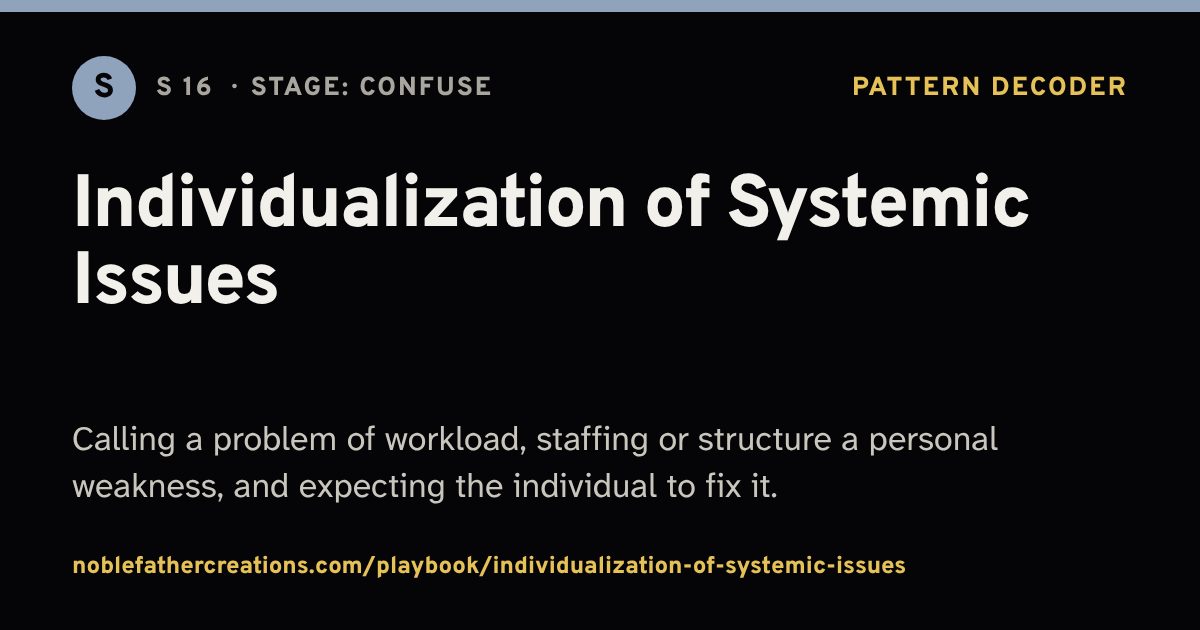 S
S 16 · STAGE: CONFUSE
PATTERN DECODER
Individualization of Systemic
Issues
Calling a problem of workload, staffing or structure a personal
weakness, and expecting the individual to fix it.
noblefathercreations.com/playbook/individualization-of-systemic-issues